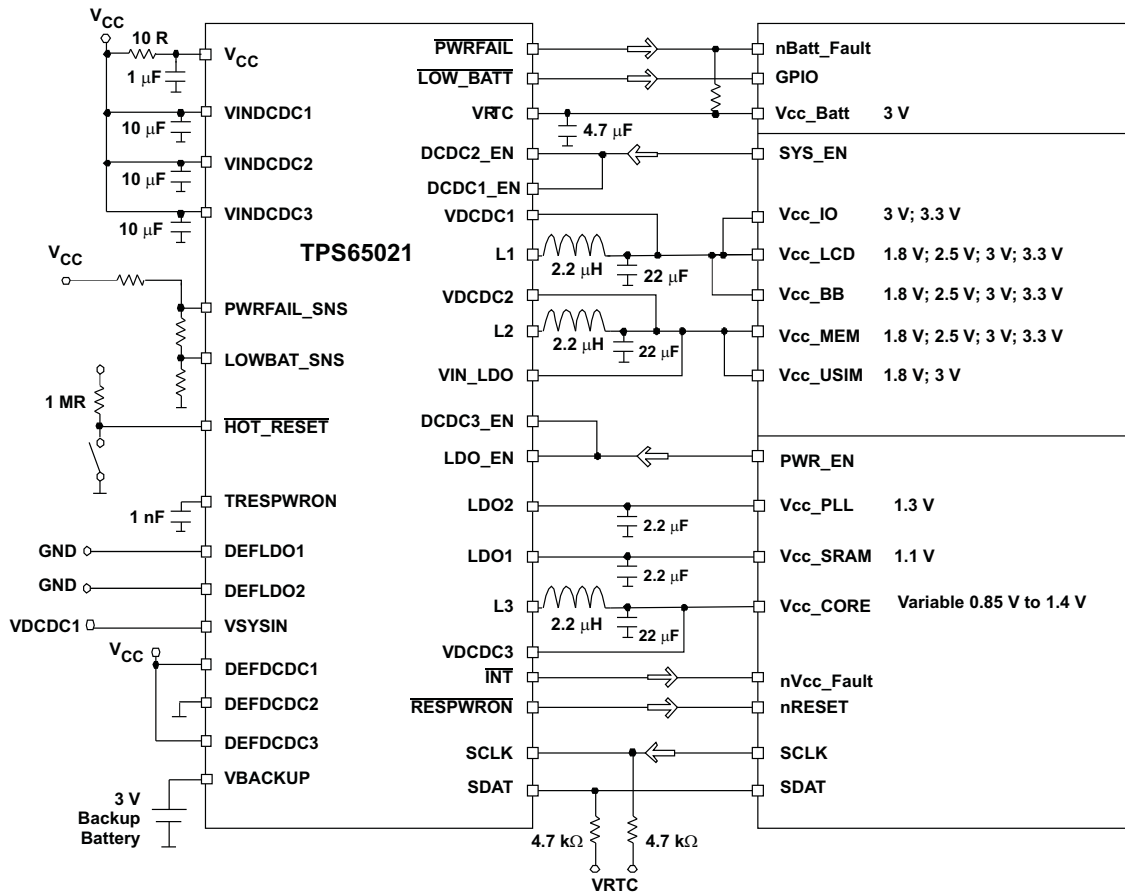 VCC
10 R
VCC
1 μF
VINDCDC1
10 μF
VINDCDC2
10 μF
VINDCDC3
10 μF
TPS65021
VCC
PWRFAIL_SNS
LOWBAT_SNS
1 MR
HOT_RESET
TRESPWRON
1 nF
GND
DEFLDO1
GND
DEFLDO2
VDCDC1
VSYSIN
VCC
DEFDCDC1
DEFDCDC2
DEFDCDC3
VBACKUP
3 V
Backup
Battery
PWRFAIL
LOW_BATT
VRTC
4.7 μF
DCDC2_EN
DCDC1_EN
VDCDC1
L1
2.2 μH
22 μF
VDCDC2
L2
2.2 μH
22 μF
VIN_LDO
DCDC3_EN
LDO_EN
LDO2
2.2 μF
LDO1
2.2 μF
L3
2.2 μH
22 μF
VDCDC3
INT
RESPWRON
SCLK
SDAT
4.7 kΩ
4.7 kΩ
VRTC
nBatt_Fault
GPIO
Vcc_Batt 3 V
SYS_EN
Vcc_IO 3 V; 3.3 V
Vcc_LCD 1.8 V; 2.5 V; 3 V; 3.3 V
Vcc_BB 1.8 V; 2.5 V; 3 V; 3.3 V
Vcc_MEM 1.8 V; 2.5 V; 3 V; 3.3 V
Vcc_USIM 1.8 V; 3 V
PWR_EN
Vcc_PLL 1.3 V
Vcc_SRAM 1.1 V
Vcc_CORE Variable 0.85 V to 1.4 V
nVcc_Fault
nRESET
SCLK
SDAT